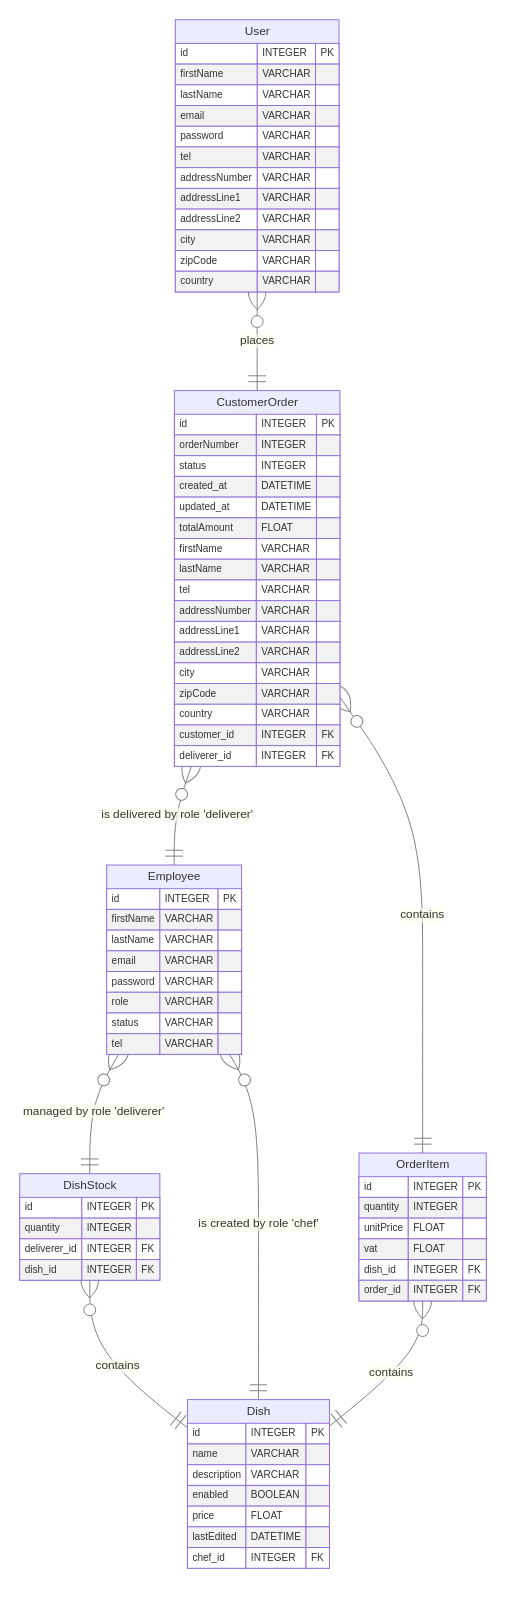 User
id INTEGER PK
firstName VARCHAR
lastName VARCHAR
email VARCHAR
password VARCHAR
tel VARCHAR
addressNumber VARCHAR
addressLine1 VARCHAR
addressLine2 VARCHAR
city VARCHAR
zipCode VARCHAR
country VARCHAR
places
CustomerOrder
id INTEGER PK
orderNumber INTEGER
status INTEGER
created_at DATETIME
updated_at DATETIME
totalAmount FLOAT
firstName VARCHAR
lastName VARCHAR
tel VARCHAR
addressNumber VARCHAR
addressLine1 VARCHAR
addressLine2 VARCHAR
city VARCHAR
zipCode VARCHAR
country VARCHAR
customer_id INTEGER FK
deliverer_id INTEGER FK
is delivered by role 'deliverer'
Employee
id INTEGER PK
firstName VARCHAR
lastName VARCHAR
email VARCHAR
password VARCHAR
role VARCHAR
status VARCHAR
tel VARCHAR
contains
managed by role 'deliverer'
DishStock
id INTEGER PK
quantity INTEGER
deliverer_id INTEGER FK
dish_id INTEGER FK
is created by role 'chef'
OrderItem
id INTEGER PK
quantity INTEGER
unitPrice FLOAT
vat FLOAT
dish_id INTEGER FK
order_id INTEGER FK
contains
contains
Dish
id INTEGER PK
name VARCHAR
description VARCHAR
enabled BOOLEAN
price FLOAT
lastEdited DATETIME
chef_id INTEGER FK